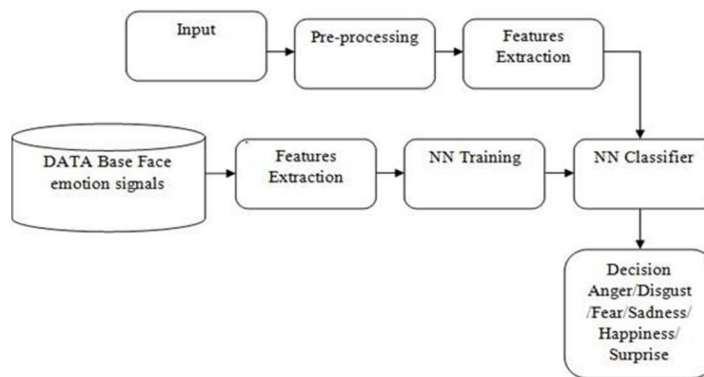 Input
Pre-processing
Features
Extraction
DATA Base Face
emotion signals
Features
Extraction
NN Training
NN Classifier
Decision
Anger/Disgust
/Fear/Sadness/
Happiness/
Surprise